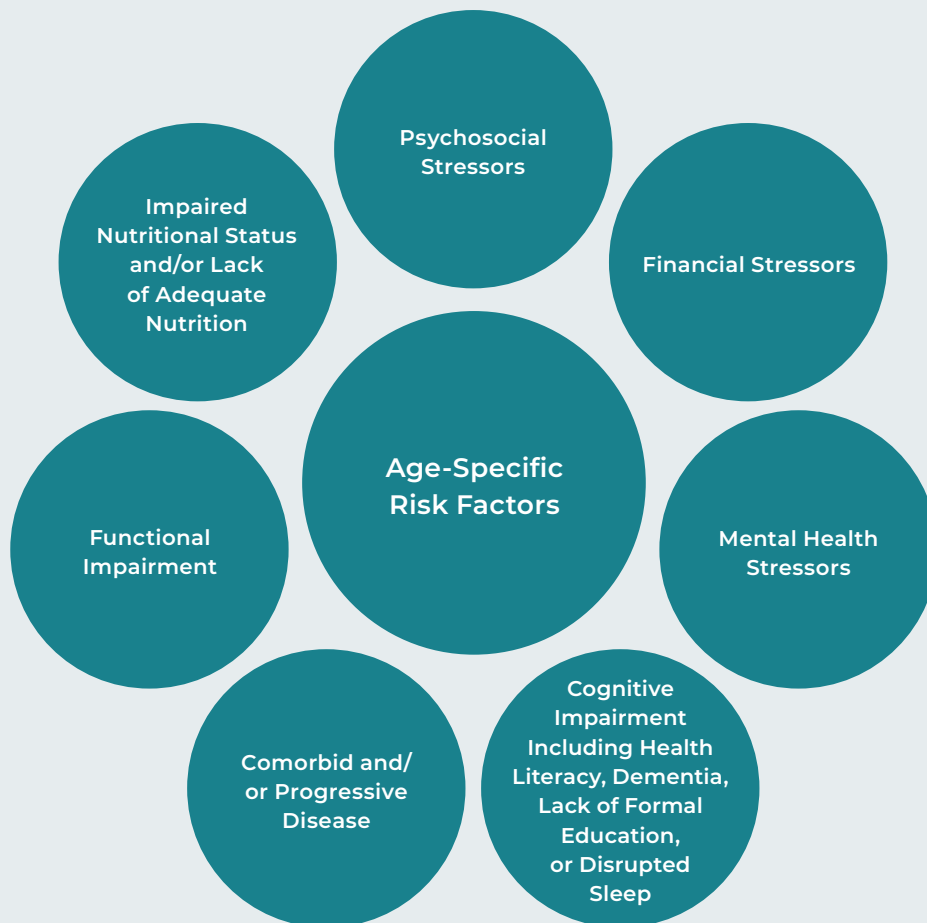 Psychosocial
Stressors
Impaired
Nutritional Status
and/or Lack
of Adequate
Nutrition
Financial Stressors
Age-Specific
Risk Factors
Functional
Impairment
Mental Health
Stressors
Comorbid and/
or Progressive
Disease
Cognitive
Impairment
Including Health
Literacy, Dementia,
Lack of Formal
Education,
or Disrupted
Sleep